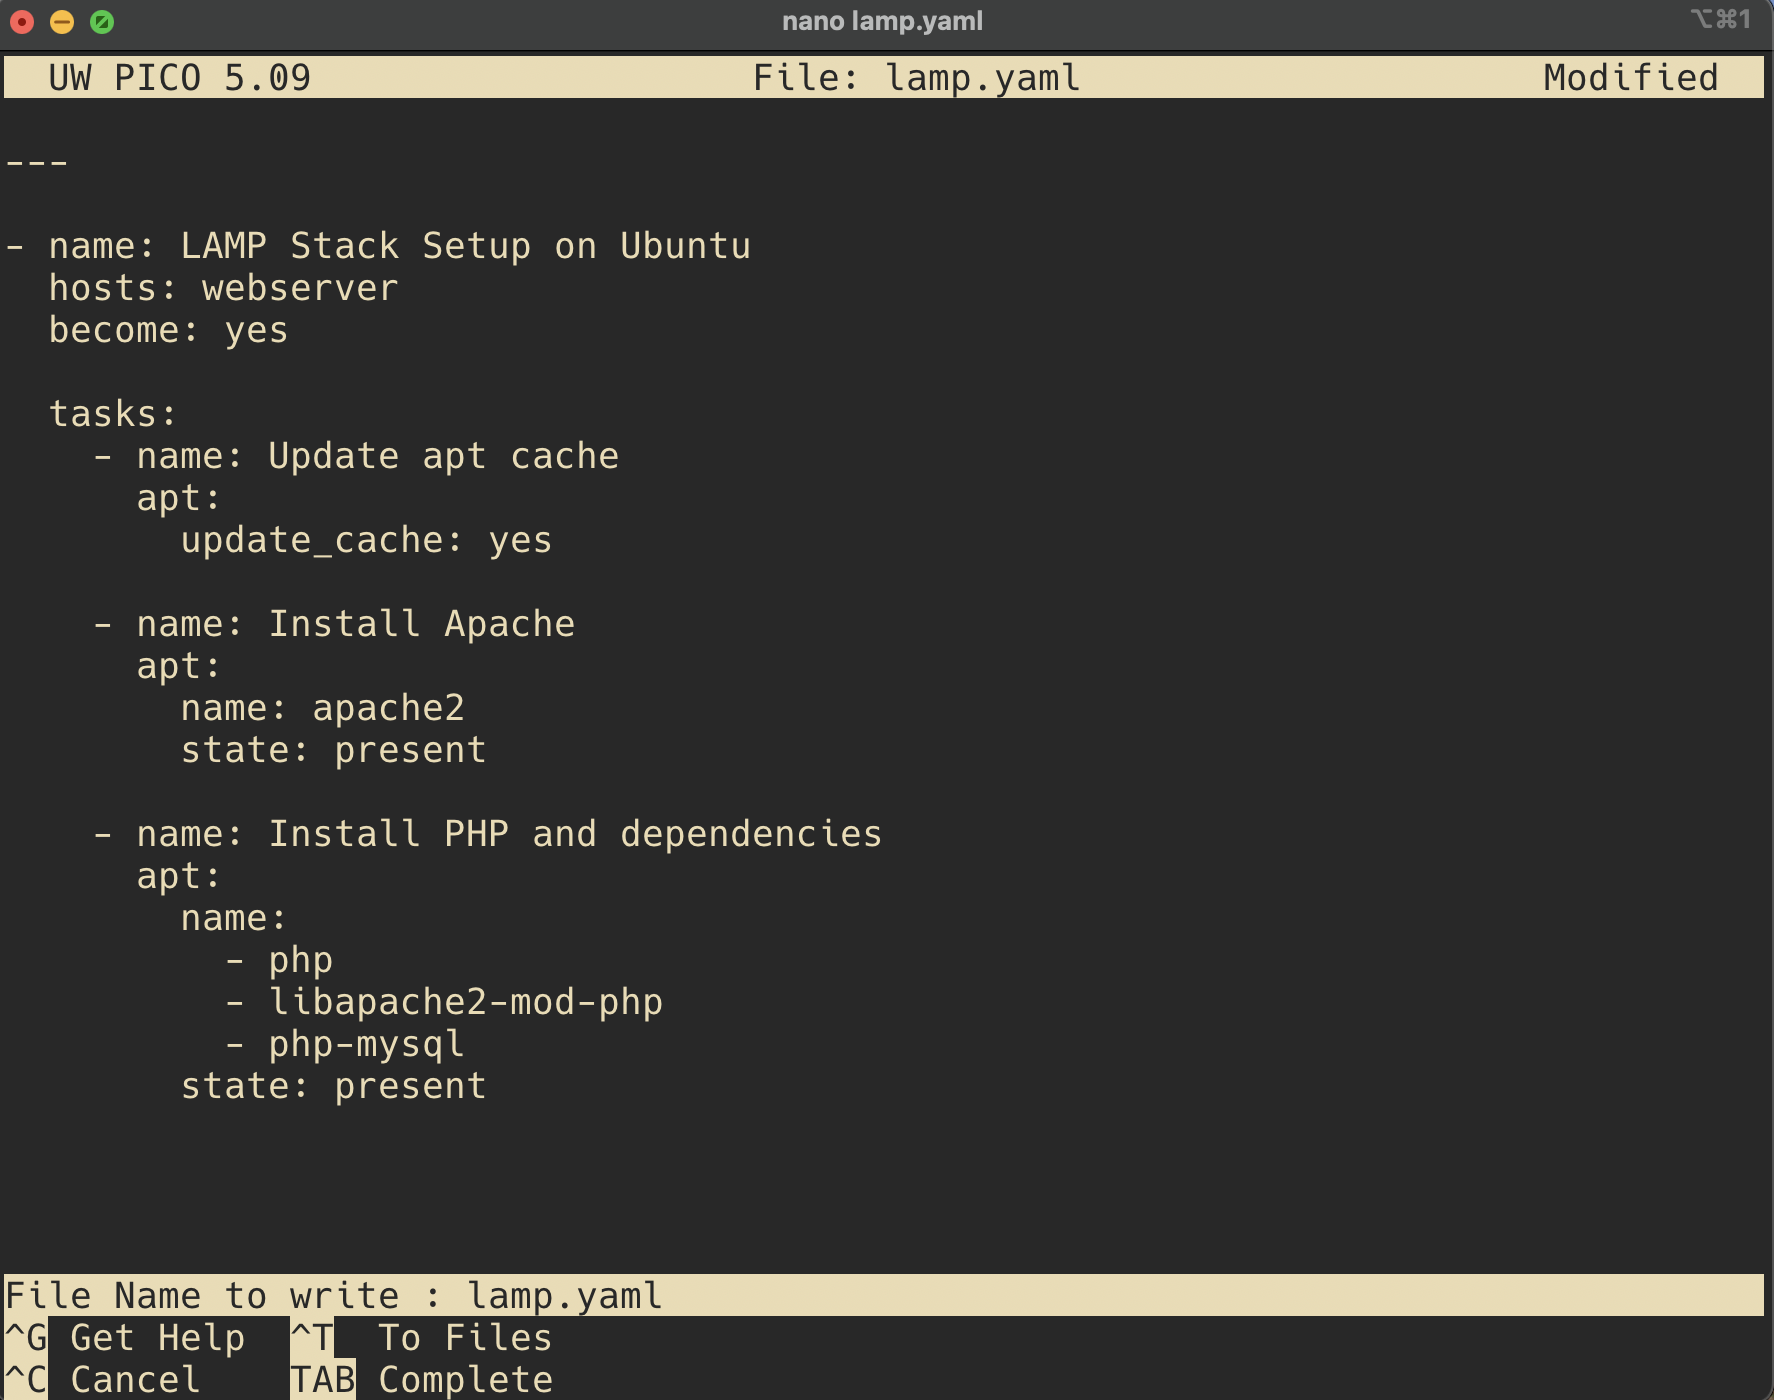 nano lamp.yaml ⌥⌘1
UW PICO 5.09 File: lamp.yaml Modified
---
- name: LAMP Stack Setup on Ubuntu
  hosts: webserver
  become: yes
  tasks:
    - name: Update apt cache
      apt:
        update_cache: yes
    - name: Install Apache
      apt:
        name: apache2
        state: present
    - name: Install PHP and dependencies
      apt:
        name:
          - php
          - libapache2-mod-php
          - php-mysql
        state: present
File Name to write : lamp.yaml
^G Get Help ^T To Files
^C Cancel TAB Complete